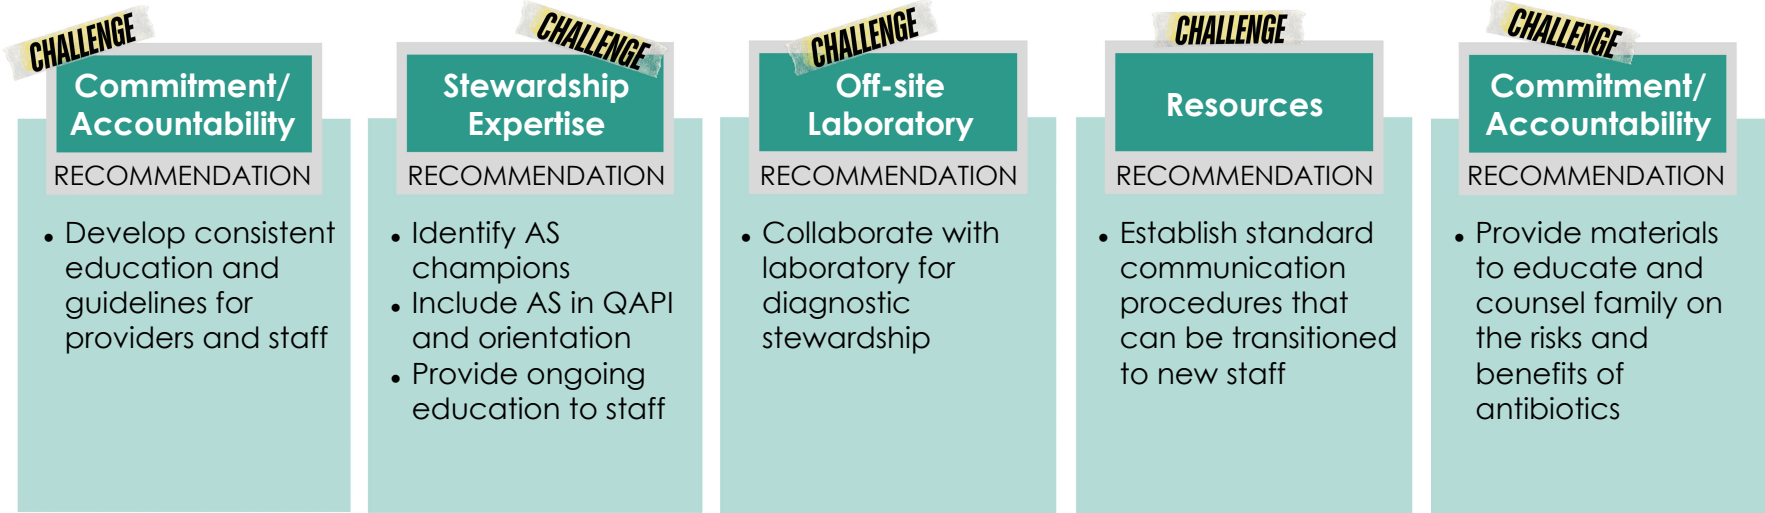 CHALLENGE
Commitment/
Accountability
RECOMMENDATION
• Develop consistent
education and
guidelines for
providers and staff
CHALLENGE
Stewardship
Expertise
RECOMMENDATION
• Identify AS
champions
• Include AS in QAPI
and orientation
• Provide ongoing
education to staff
CHALLENGE
Off-site
Laboratory
RECOMMENDATION
• Collaborate with
laboratory for
diagnostic
stewardship
CHALLENGE
Resources
RECOMMENDATION
• Establish standard
communication
procedures that
can be transitioned
to new staff
CHALLENGE
Commitment/
Accountability
RECOMMENDATION
• Provide materials
to educate and
counsel family on
the risks and
benefits of
antibiotics